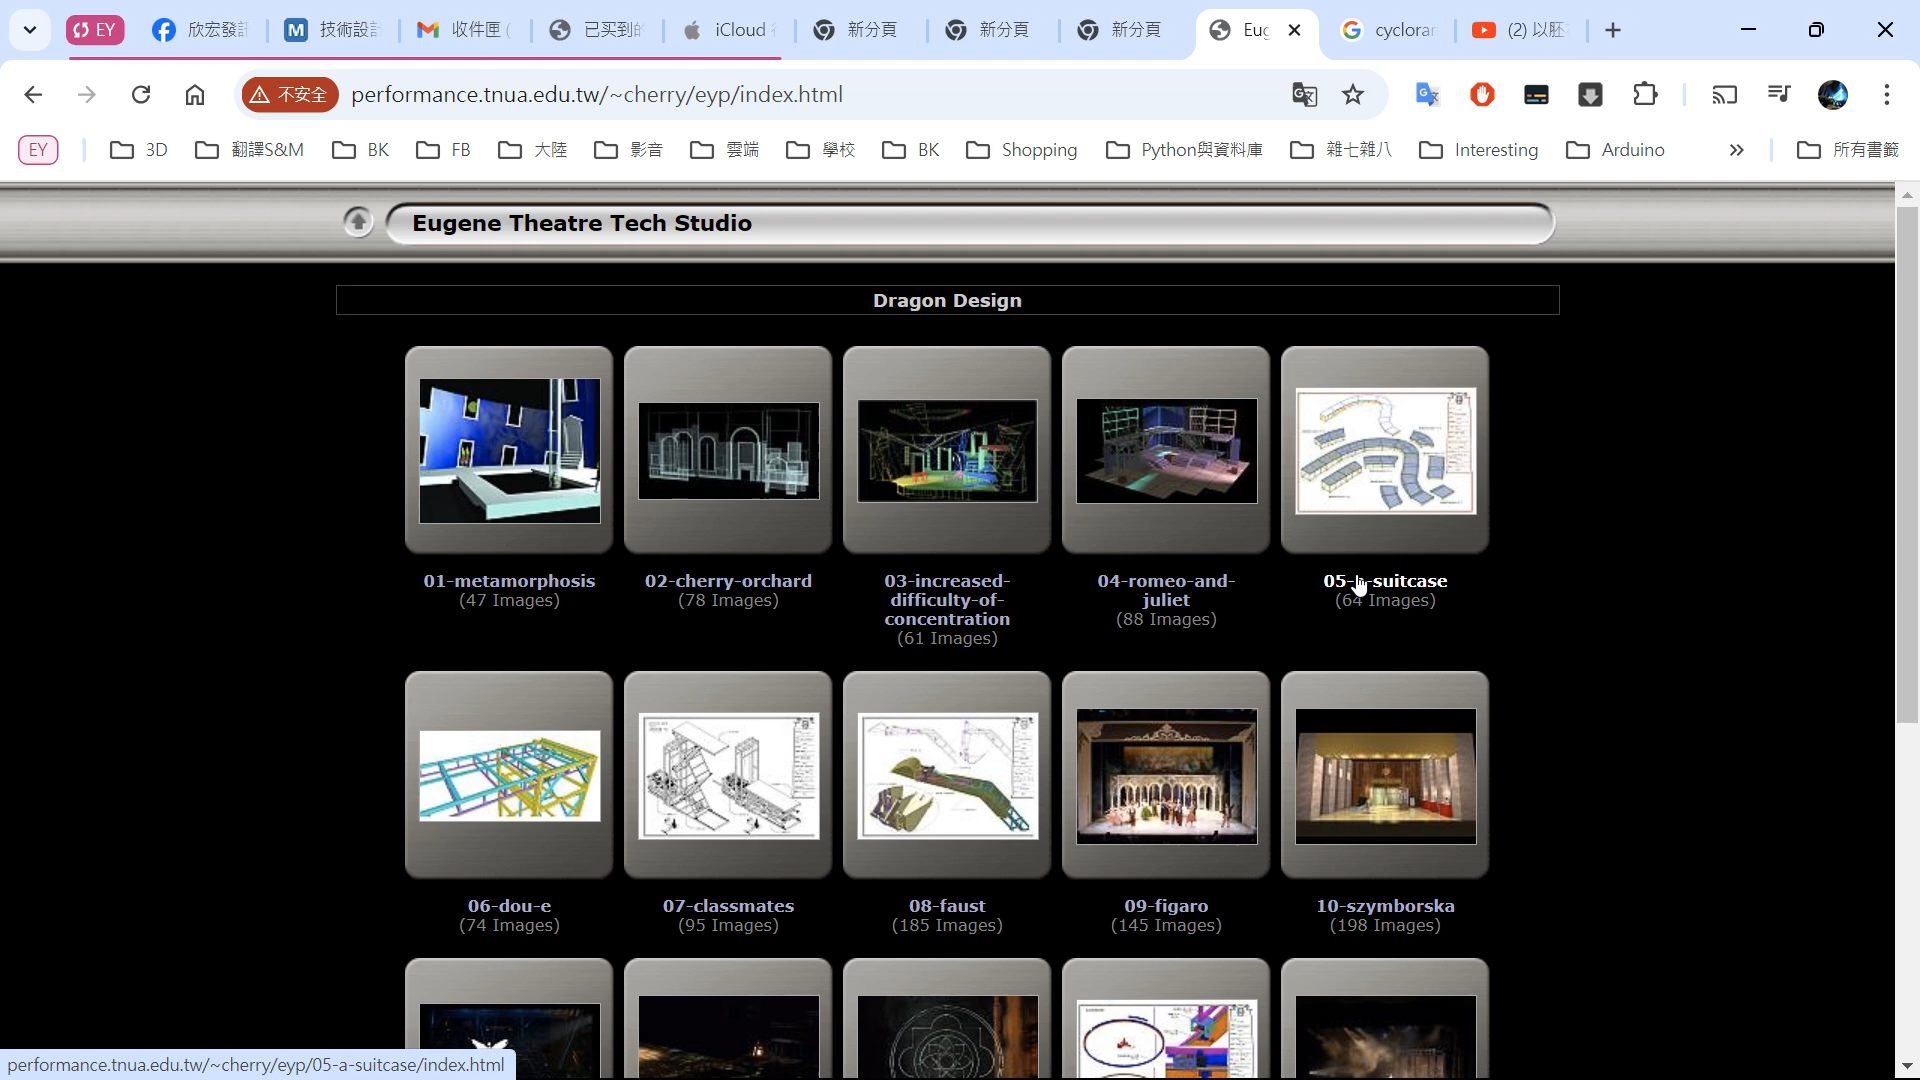 EY
欣宏發
技術設
收件匣 (
已买到的
iCloud
新分頁
新分頁
新分頁
Eug
cycloran
(2) 以胚
不安全
performance.tnua.edu.tw/~cherry/eyp/index.html
EY
3D
翻譯S&M
BK
FB
大陸
影音
雲端
學校
BK
Shopping
Python與資料庫
雜七雜八
Interesting
Arduino
所有書籤
Eugene Theatre Tech Studio
Dragon Design
01-metamorphosis
(47 Images)
02-cherry-orchard
(78 Images)
03-increased-
difficulty-of-
concentration
(61 Images)
04-romeo-and-
juliet
(88 Images)
05-a-suitcase
(64 Images)
06-dou-e
(74 Images)
07-classmates
(95 Images)
08-faust
(185 Images)
09-figaro
(145 Images)
10-szymborska
(198 Images)
performance.tnua.edu.tw/~cherry/eyp/05-a-suitcase/index.html